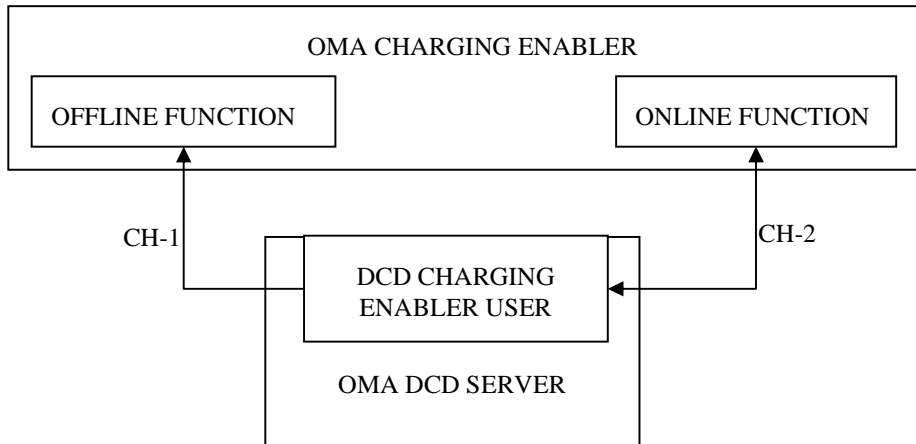 OMA CHARGING ENABLER
OFFLINE FUNCTION
ONLINE FUNCTION
CH-1
CH-2
DCD CHARGING
ENABLER USER
OMA DCD SERVER